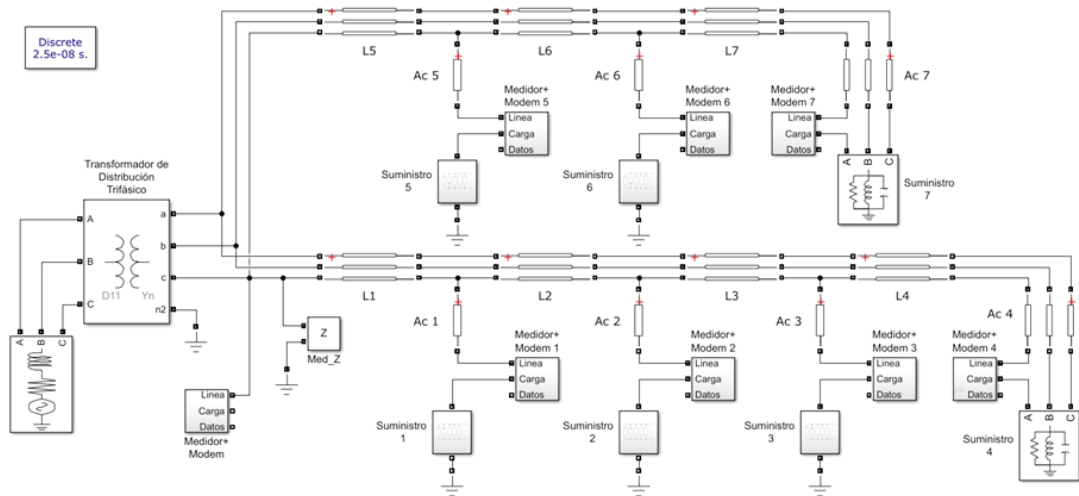 Discrete
2.5e-08 s.
L5
L6
L7
Ac 5
Ac 6
Ac 7
Medidor+
Modem 5
Linea
Carga
Datos
Medidor+
Modem 6
Linea
Carga
Datos
Medidor+
Modem 7
Linea
Carga
Datos
Suministro
5
Suministro
6
A
B
C
Suministro
7
Transformador de
Distribución
Trifásico
A
B
C
a
b
c
n2
D11
Yn
L1
L2
L3
L4
Ac 1
Ac 2
Ac 3
Ac 4
Z
Med_Z
A
B
C
Linea
Carga
Datos
Medidor+
Modem
Medidor+
Modem 1
Linea
Carga
Datos
Medidor+
Modem 2
Linea
Carga
Datos
Medidor+
Modem 3
Linea
Carga
Datos
Medidor+
Modem 4
Linea
Carga
Datos
Suministro
1
Suministro
2
Suministro
3
A
B
C
Suministro
4